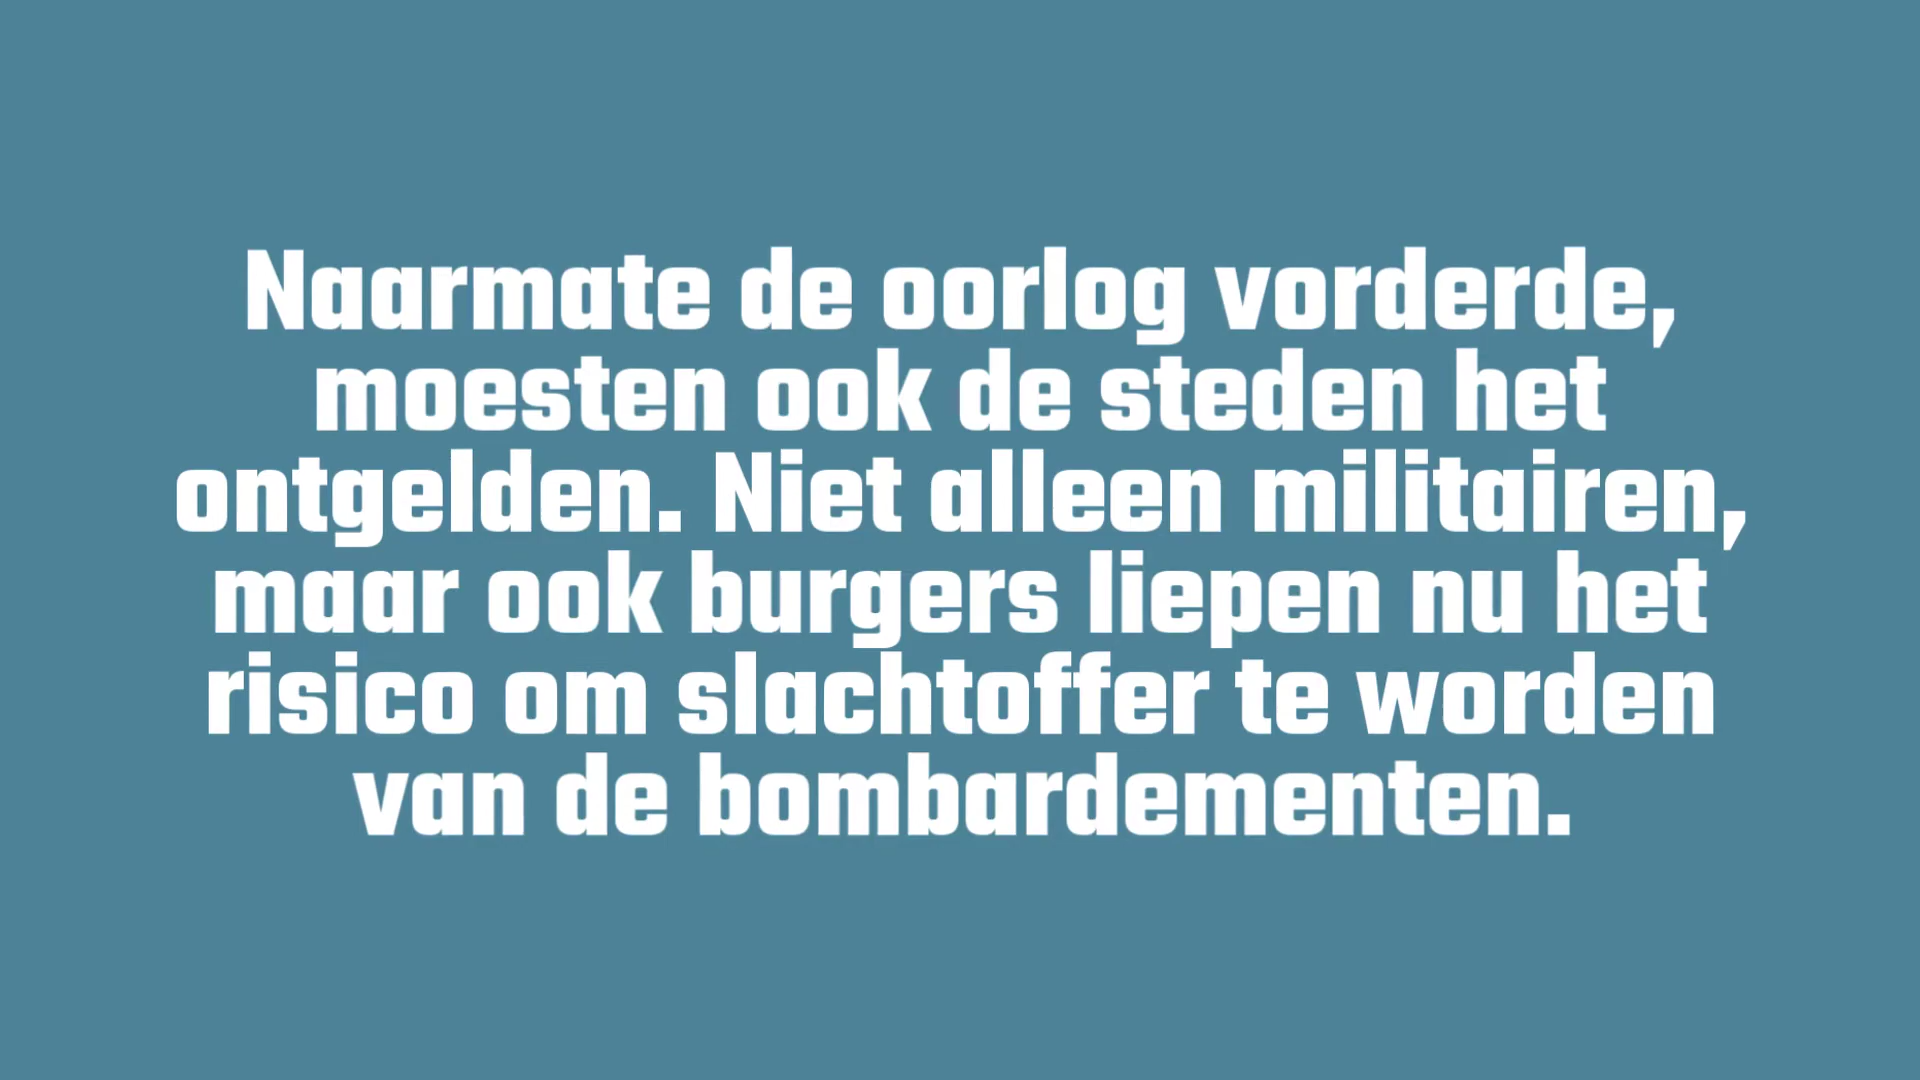 Naarmate de oorlog vorderde,
moesten ook de steden het
ontgelden. Niet alleen militairen,
maar ook burgers liepen nu het
risico om slachtoffer te worden
van de bombardementen.